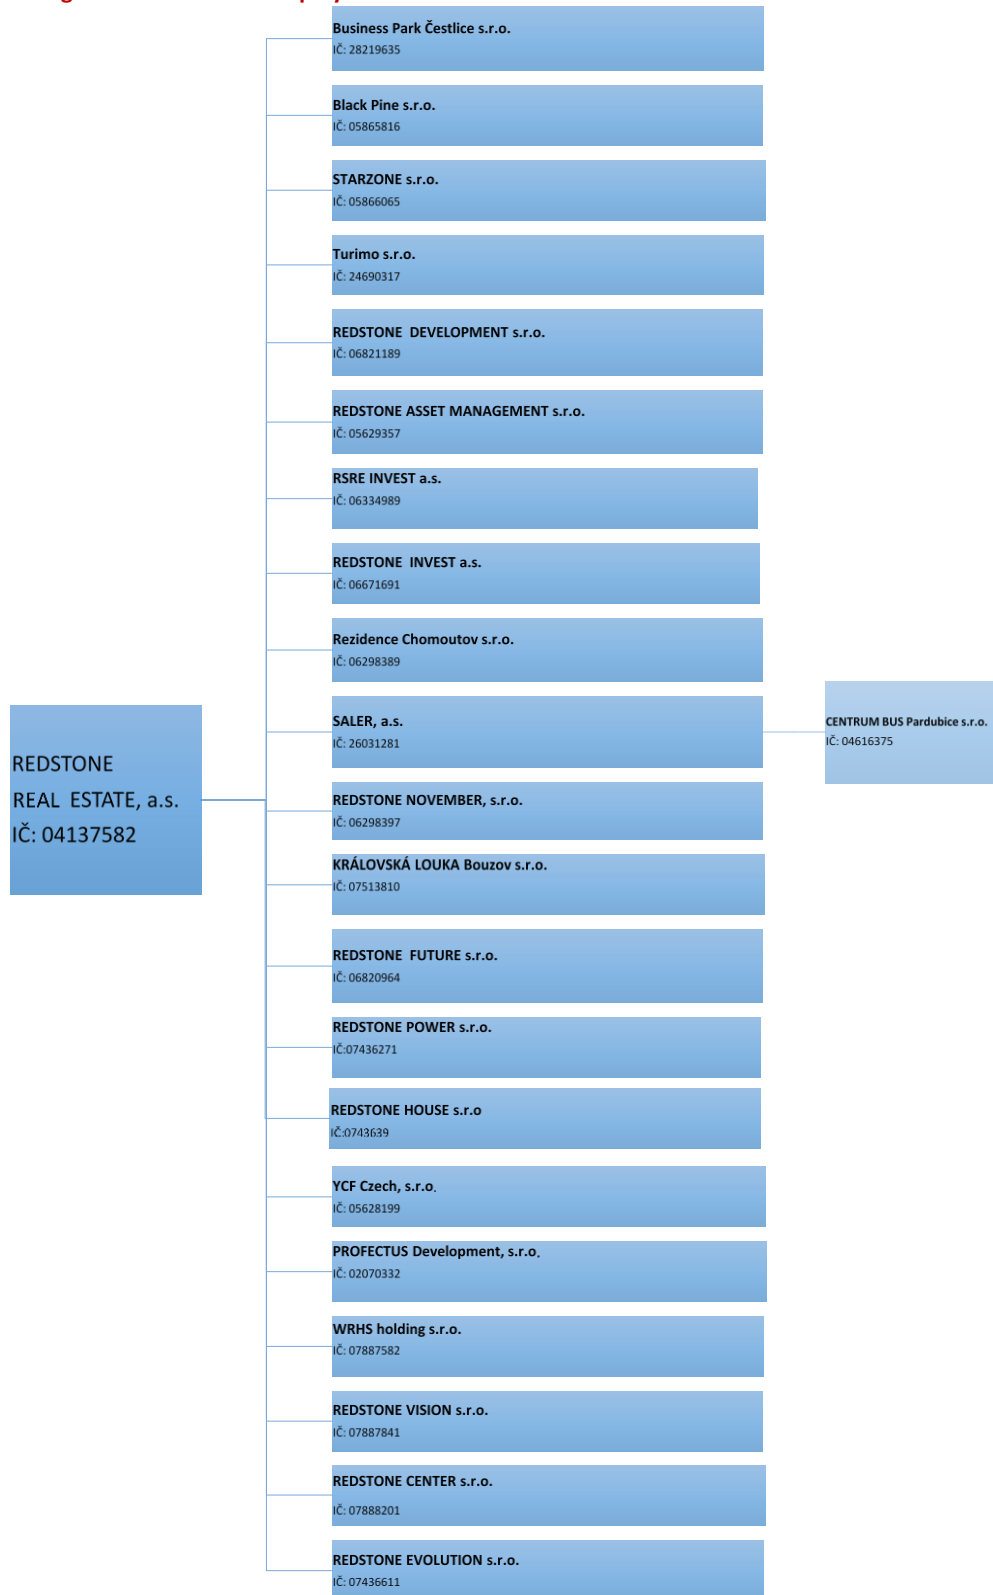 Business Park Čestlice s.r.o.
IČ: 28219635
Black Pine s.r.o.
IČ: 05865816
STARZONE s.r.o.
IČ: 05866065
Turimo s.r.o.
IČ: 24690317
REDSTONE  DEVELOPMENT s.r.o.
IČ: 06821189
REDSTONE ASSET MANAGEMENT s.r.o.
IČ: 05629357
RSRE INVEST a.s.
IČ: 06334989
REDSTONE  INVEST a.s.
IČ: 06671691
Rezidence Chomoutov s.r.o.
IČ: 06298389
REDSTONE
REAL  ESTATE, a.s.
IČ: 04137582
SALER, a.s.
IČ: 26031281
CENTRUM BUS Pardubice s.r.o.
IČ: 04616375
REDSTONE NOVEMBER, s.r.o.
IČ: 06298397
KRÁLOVSKÁ LOUKA Bouzov s.r.o.
IČ: 07513810
REDSTONE  FUTURE s.r.o.
IČ: 06820964
REDSTONE POWER s.r.o.
IČ:07436271
REDSTONE HOUSE s.r.o
IČ:0743639
YCF Czech, s.r.o.
IČ: 05628199
PROFECTUS Development, s.r.o.
IČ: 02070332
WRHS holding s.r.o.
IČ: 07887582
REDSTONE VISION s.r.o.
IČ: 07887841
REDSTONE CENTER s.r.o.
IČ: 07888201
REDSTONE EVOLUTION s.r.o.
IČ: 07436611